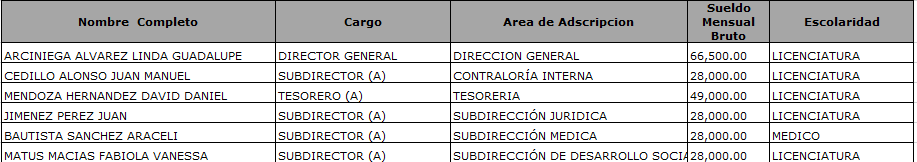 Nombre  Completo Cargo Area de Adscripcion Sueldo Mensual Bruto Escolaridad
ARCINIEGA ALVAREZ LINDA GUADALUPE DIRECTOR GENERAL DIRECCION GENERAL 66,500.00 LICENCIATURA
CEDILLO ALONSO JUAN MANUEL SUBDIRECTOR (A) CONTRALORÍA INTERNA 28,000.00 LICENCIATURA
MENDOZA HERNANDEZ DAVID DANIEL TESORERO (A) TESORERIA 49,000.00 LICENCIATURA
JIMENEZ PEREZ JUAN SUBDIRECTOR (A) SUBDIRECCIÓN JURIDICA 28,000.00 LICENCIATURA
BAUTISTA SANCHEZ ARACELI SUBDIRECTOR (A) SUBDIRECCIÓN MEDICA 28,000.00 MEDICO
MATUS MACIAS FABIOLA VANESSA SUBDIRECTOR (A) SUBDIRECCIÓN DE DESARROLLO SOCIA 28,000.00 LICENCIATURA